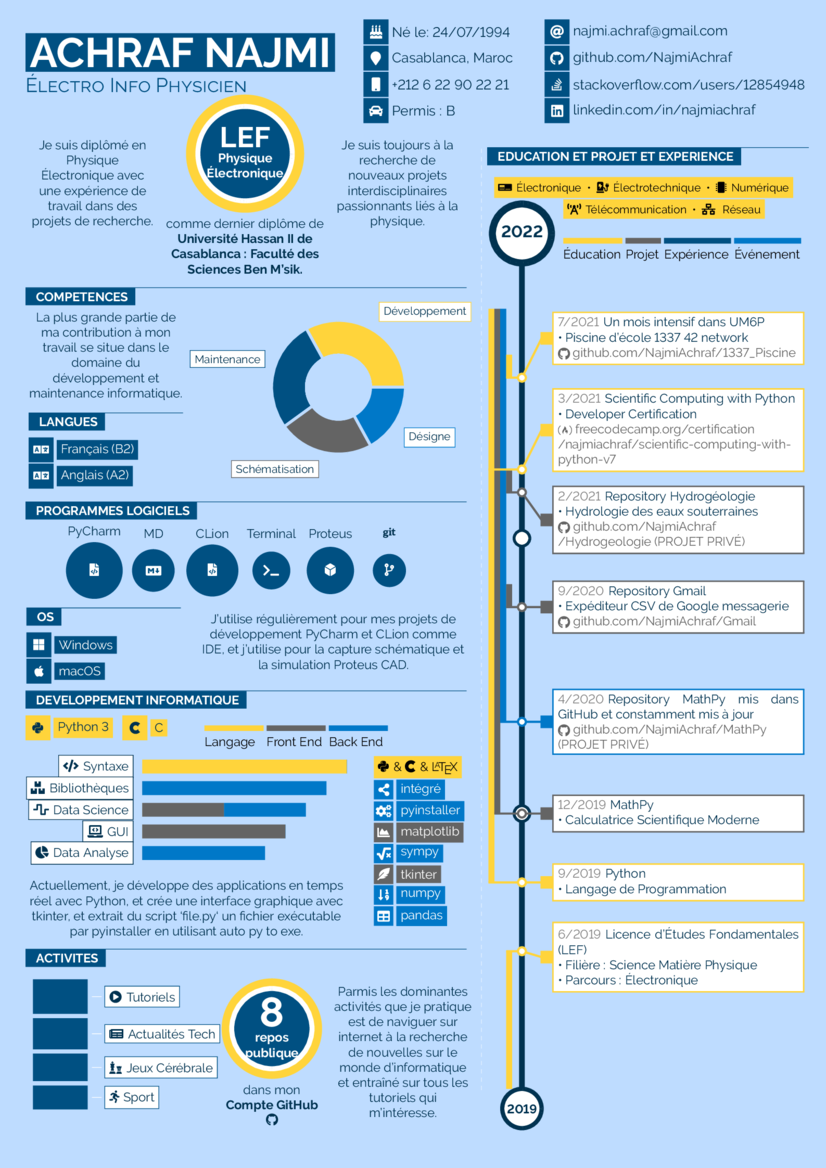 ACHRAF NAJMI
ÉLECTRO INFO PHYSICIEN
Né le: 24/07/1994
Casablanca, Maroc
+212 6 22 90 22 21
Permis : B
najmi.achraf@gmail.com
github.com/NajmiAchraf
stackoverflow.com/users/12854948
linkedin.com/in/najmiachraf
Je suis diplômé en
Physique
Électronique avec
une expérience de
travail dans des
projets de recherche.
LEF
Physique
Électronique
comme dernier diplôme de
Université Hassan II de
Casablanca : Faculté des
Sciences Ben M'sik.
Je suis toujours à la
recherche de
nouveaux projets
interdisciplinaires
passionnants liés à la
physique.
COMPETENCES
La plus grande partie de
ma contribution à mon
travail se situe dans le
domaine du
développement et
maintenance informatique.
Développement
Maintenance
Désigne
Schématisation
LANGUES
Français (B2)
Anglais (A2)
PROGRAMMES LOGICIELS
PyCharm
MD
CLion
Terminal
Proteus
git
OS
Windows
macOS
J'utilise régulièrement pour mes projets de
développement PyCharm et CLion comme
IDE, et j'utilise pour la capture schématique et
la simulation Proteus CAD.
DEVELOPPEMENT INFORMATIQUE
Python 3
C
Langage Front End Back End
Syntaxe
Bibliothèques
Data Science
GUI
Data Analyse
& C & LATEX
intégré
pyinstaller
matplotlib
sympy
tkinter
numpy
pandas
Actuellement, je développe des applications en temps
réel avec Python, et crée une interface graphique avec
tkinter, et extrait du script 'file.py' un fichier exécutable
par pyinstaller en utilisant auto py to exe.
ACTIVITES
Tutoriels
Actualités Tech
Jeux Cérébrale
Sport
8
repos
publique
dans mon
Compte GitHub
Parmis les dominantes
activités que je pratique
est de naviguer sur
internet à la recherche
de nouvelles sur le
monde d'informatique
et entraîné sur tous les
tutoriels qui
m'intéresse.
EDUCATION ET PROJET ET EXPERIENCE
Électronique • Électrotechnique • Numérique
Télécommunication • Réseau
2022
Éducation Projet Expérience Événement
7/2021 Un mois intensif dans UM6P
• Piscine d'école 1337 42 network
github.com/NajmiAchraf/1337_Piscine
3/2021 Scientific Computing with Python
• Developer Certification
freecodecamp.org/certification
/najmiachraf/scientific-computing-with-
python-v7
2/2021 Repository Hydrogéologie
• Hydrologie des eaux souterraines
github.com/NajmiAchraf
/Hydrogeologie (PROJET PRIVÉ)
9/2020 Repository Gmail
• Expéditeur CSV de Google messagerie
github.com/NajmiAchraf/Gmail
4/2020 Repository MathPy mis dans
GitHub et constamment mis à jour
github.com/NajmiAchraf/MathPy
(PROJET PRIVÉ)
12/2019 MathPy
• Calculatrice Scientifique Moderne
9/2019 Python
• Langage de Programmation
6/2019 Licence d'Études Fondamentales
(LEF)
• Filière : Science Matière Physique
• Parcours : Électronique
2019